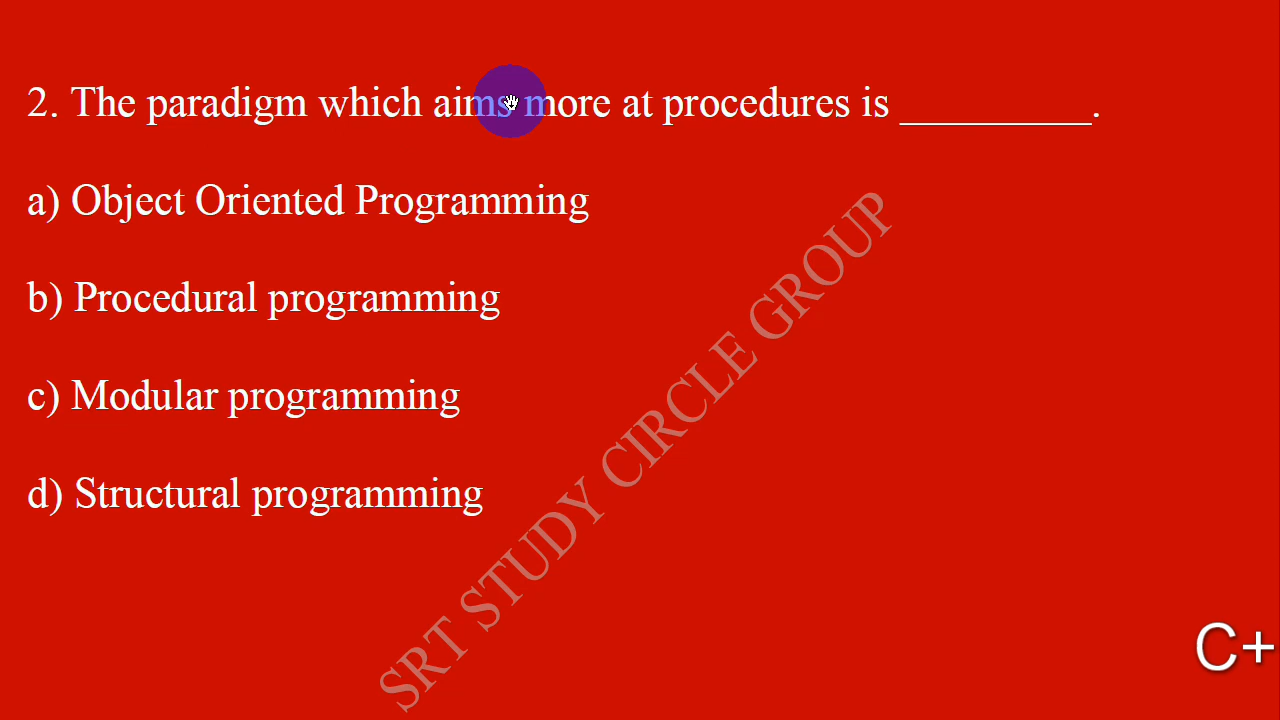 2. The paradigm which aims more at procedures is _________.
a) Object Oriented Programming
b) Procedural programming
c) Modular programming
d) Structural programming
SRT STUDY CIRCLE GROUP
C+